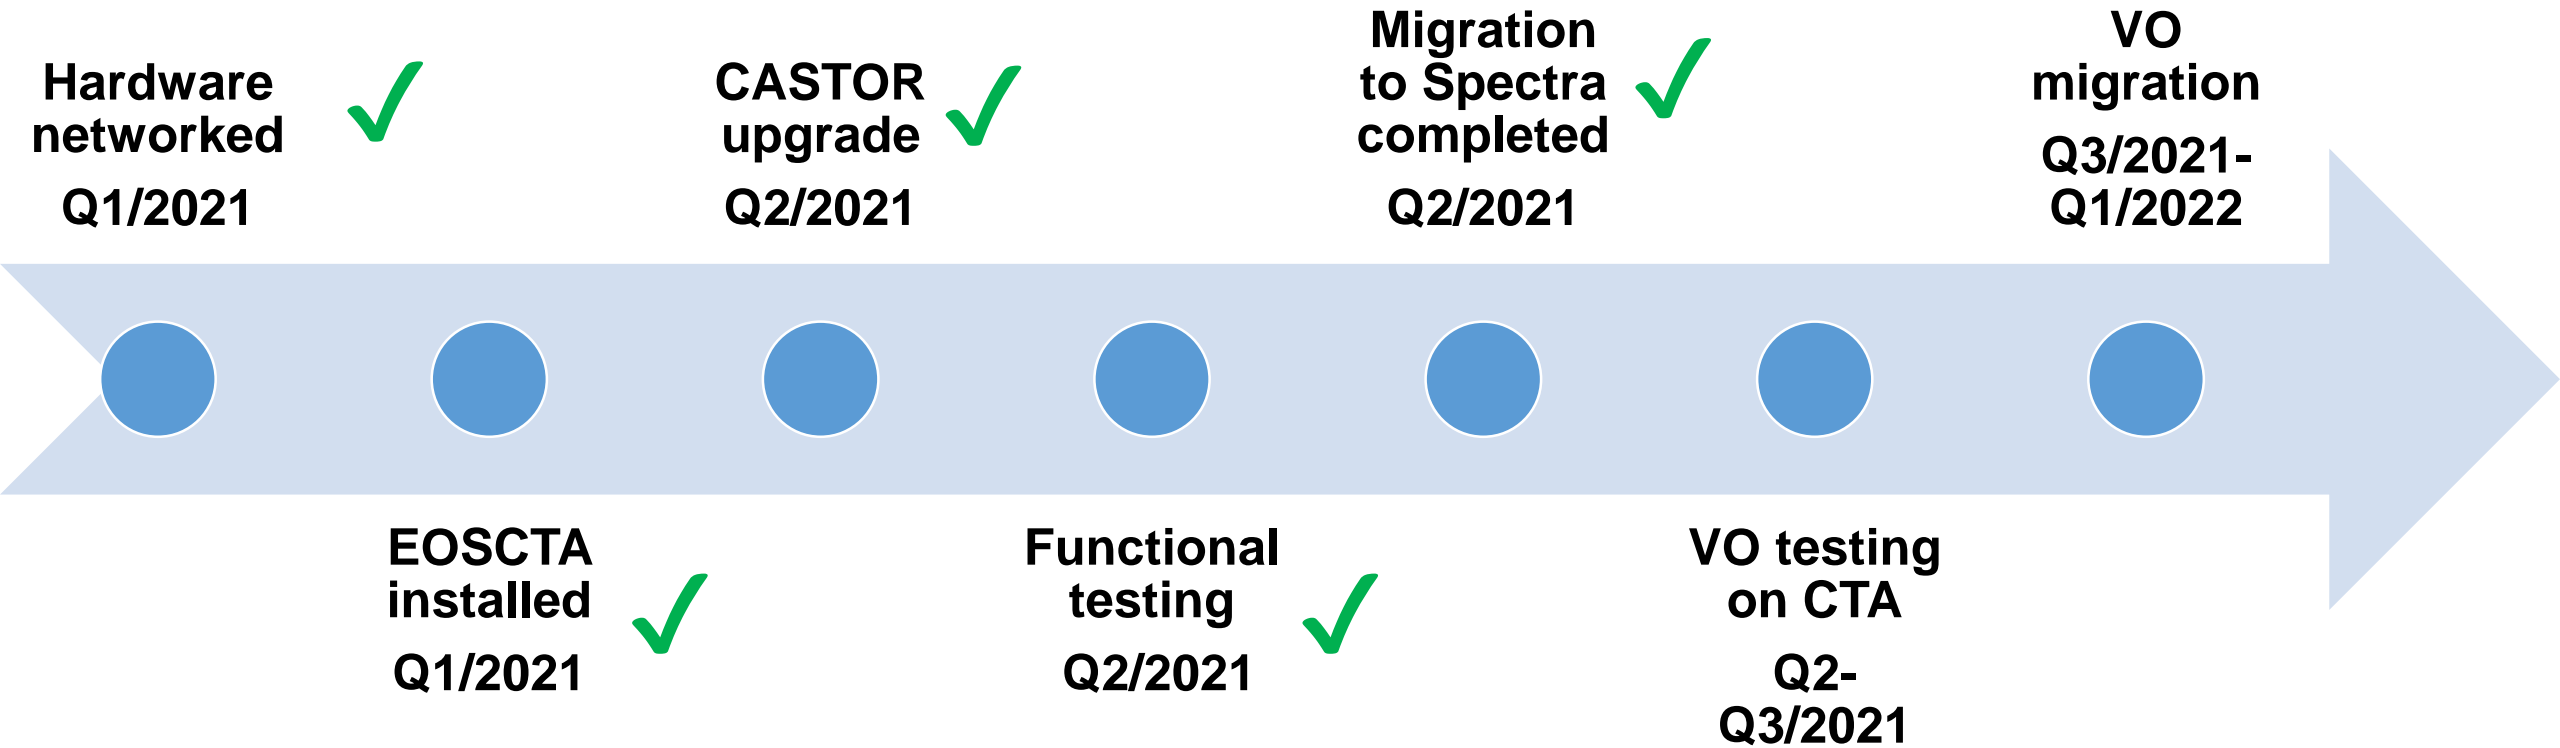 Hardware
networked
Q1/2021
EOSCTA
installed
Q1/2021
CASTOR
upgrade
Q2/2021
Functional
testing
Q2/2021
Migration
to Spectra
completed
Q2/2021
VO testing
on CTA
Q2-
Q3/2021
VO
migration
Q3/2021-
Q1/2022